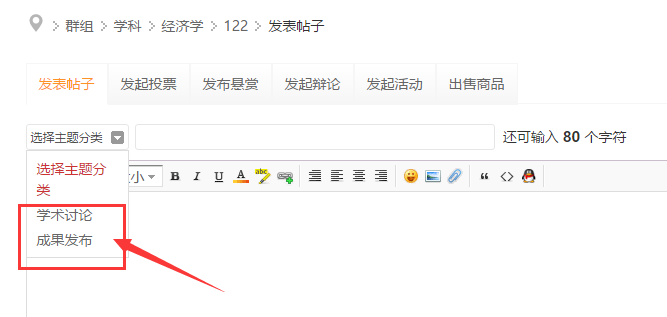 群组 > 学科 > 经济学 > 122 > 发表帖子
发表帖子 发起投票 发布悬赏 发起辩论 发起活动 出售商品
选择主题分类 还可输入 80 个字符
选择主题分
类
小 B I U A abc
学术讨论
成果发布